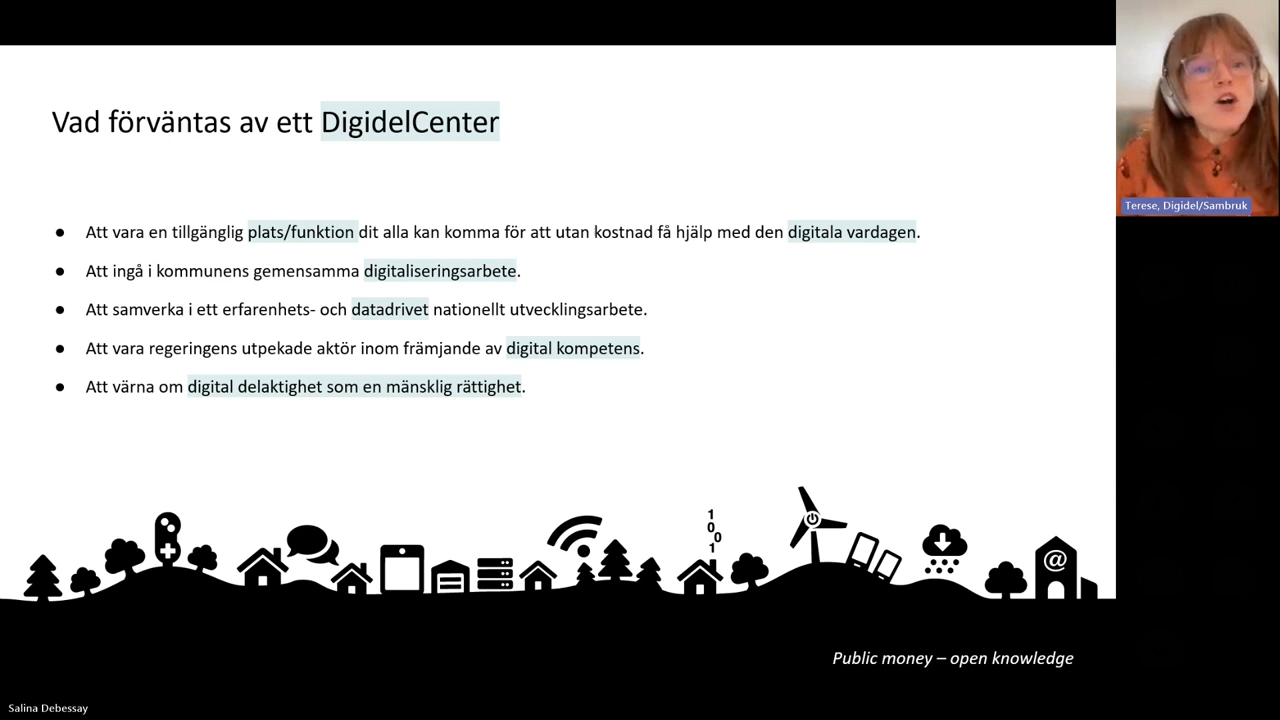 Vad förväntas av ett DigidelCenter
● Att vara en tillgänglig plats/funktion dit alla kan komma för att utan kostnad få hjälp med den digitala vardagen.
● Att ingå i kommunens gemensamma digitaliseringsarbete.
● Att samverka i ett erfarenhets- och datadrivet nationellt utvecklingsarbete.
● Att vara regeringens utpekade aktör inom främjande av digital kompetens.
● Att värna om digital delaktighet som en mänsklig rättighet.
Terese, Digidel/Sambruk
1
0
0
1
@
Public money – open knowledge
Salina Debessay